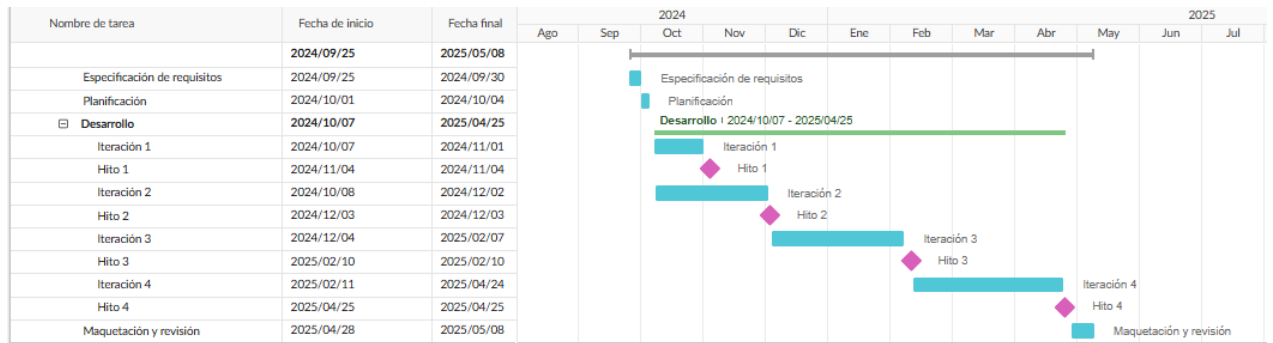 Nombre de tarea Fecha de inicio Fecha final 2024 2025
Ago Sep Oct Nov Dic Ene Feb Mar Abr May Jun Jul
2024/09/25 2025/05/08
Especificación de requisitos 2024/09/25 2024/09/30 Especificación de requisitos
Planificación 2024/10/01 2024/10/04 Planificación
Desarrollo 2024/10/07 2025/04/25 Desarrollo 2024/10/07 - 2025/04/25
Iteración 1 2024/10/07 2024/11/01 Iteración 1
Hito 1 2024/11/04 2024/11/04 Hito 1
Iteración 2 2024/10/08 2024/12/02 Iteración 2
Hito 2 2024/12/03 2024/12/03 Hito 2
Iteración 3 2024/12/04 2025/02/07 Iteración 3
Hito 3 2025/02/10 2025/02/10 Hito 3
Iteración 4 2025/02/11 2025/04/24 Iteración 4
Hito 4 2025/04/25 2025/04/25 Hito 4
Maquetación y revisión 2025/04/28 2025/05/08 Maquetación y revisión